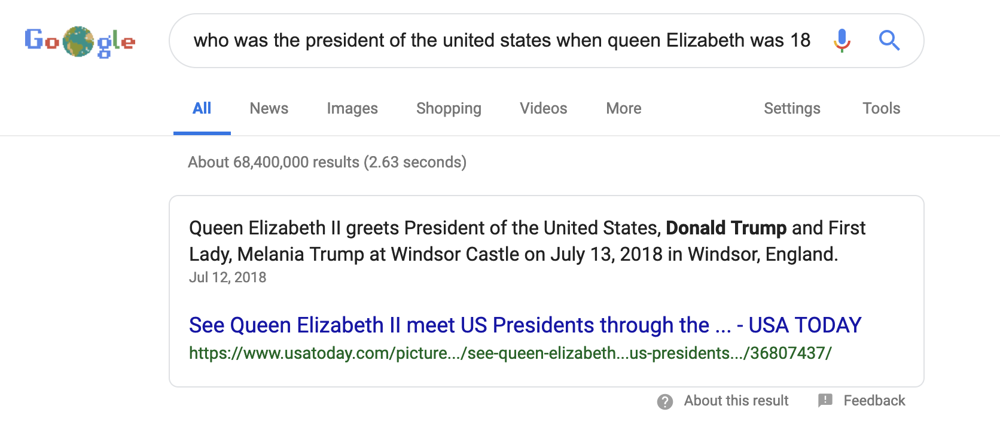 Google
who was the president of the united states when queen Elizabeth was 18
All News Images Shopping Videos More Settings Tools
About 68,400,000 results (2.63 seconds)
Queen Elizabeth II greets President of the United States, Donald Trump and First
Lady, Melania Trump at Windsor Castle on July 13, 2018 in Windsor, England.
Jul 12, 2018
See Queen Elizabeth II meet US Presidents through the ... - USA TODAY
https://www.usatoday.com/picture.../see-queen-elizabeth...us-presidents.../36807437/
? About this result ! Feedback